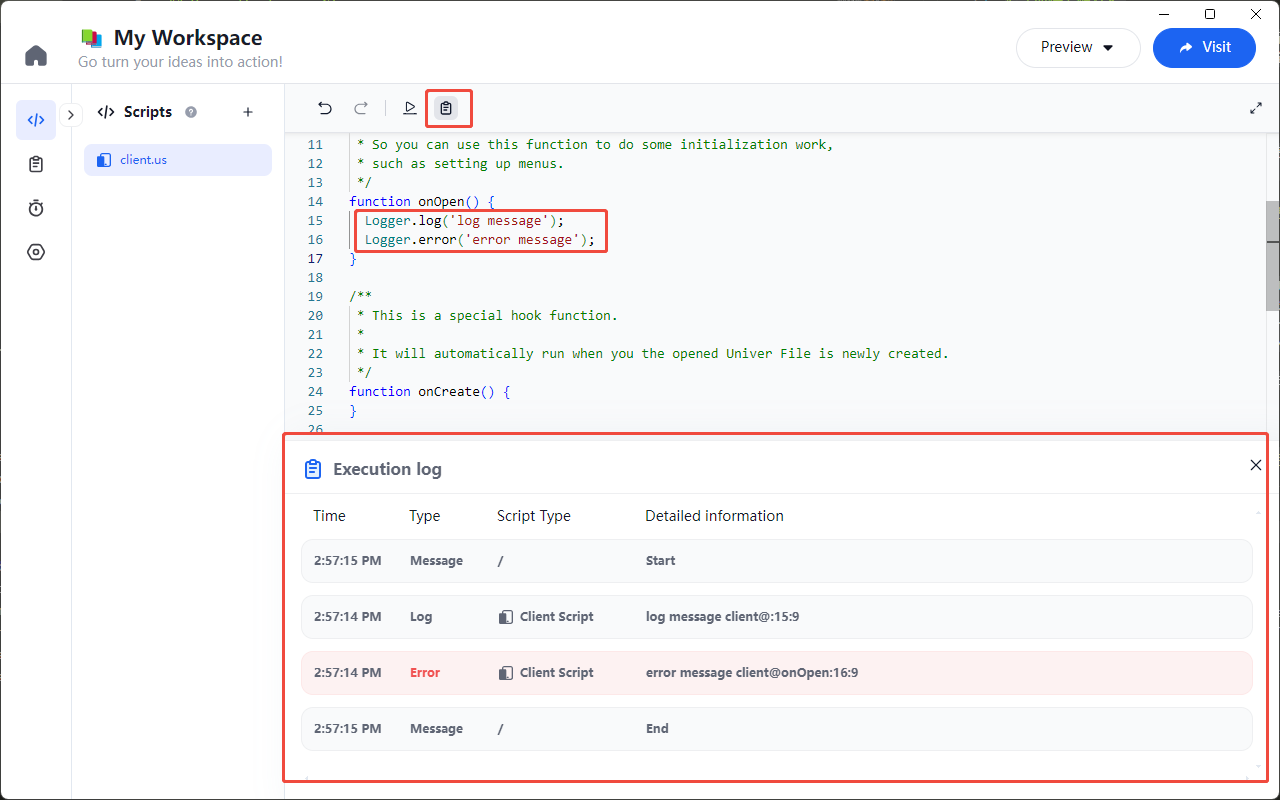 My Workspace
Go turn your ideas into action!
Preview
Visit
Scripts
client.us
11 * So you can use this function to do some initialization work,
12 * such as setting up menus.
13 */
14 function onOpen() {
15 Logger.log('log message');
16 Logger.error('error message');
17 }
18
19 /**
20 * This is a special hook function.
21 *
22 * It will automatically run when you the opened Univer File is newly created.
23 */
24 function onCreate() {
25 }
26
Execution log
Time Type Script Type Detailed information
2:57:15 PM Message / Start
2:57:14 PM Log Client Script log message client@:15:9
2:57:14 PM Error Client Script error message client@onOpen:16:9
2:57:15 PM Message / End